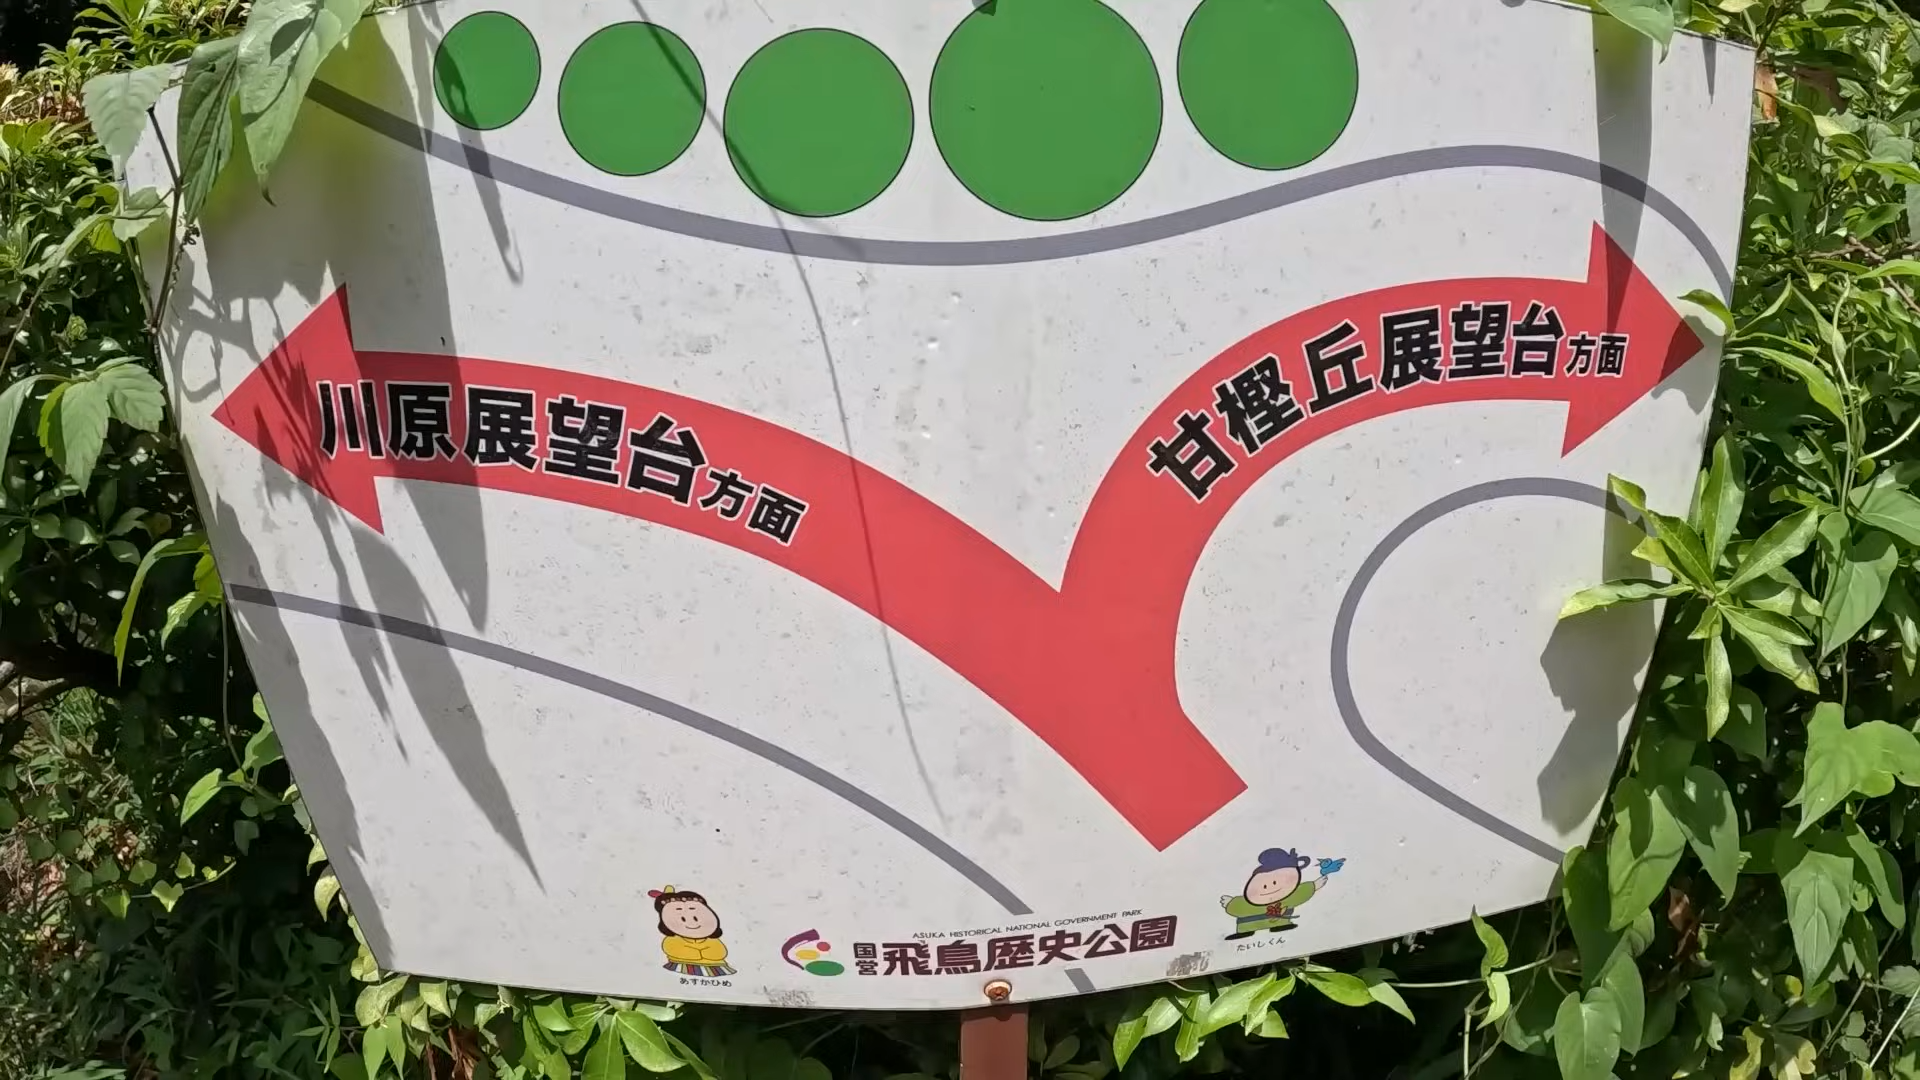 川原展望台方面
甘樫丘展望台方面
あすかひめ
ASUKA HISTORICAL NATIONAL GOVERNMENT PARK
国営飛鳥歴史公園
たいしくん